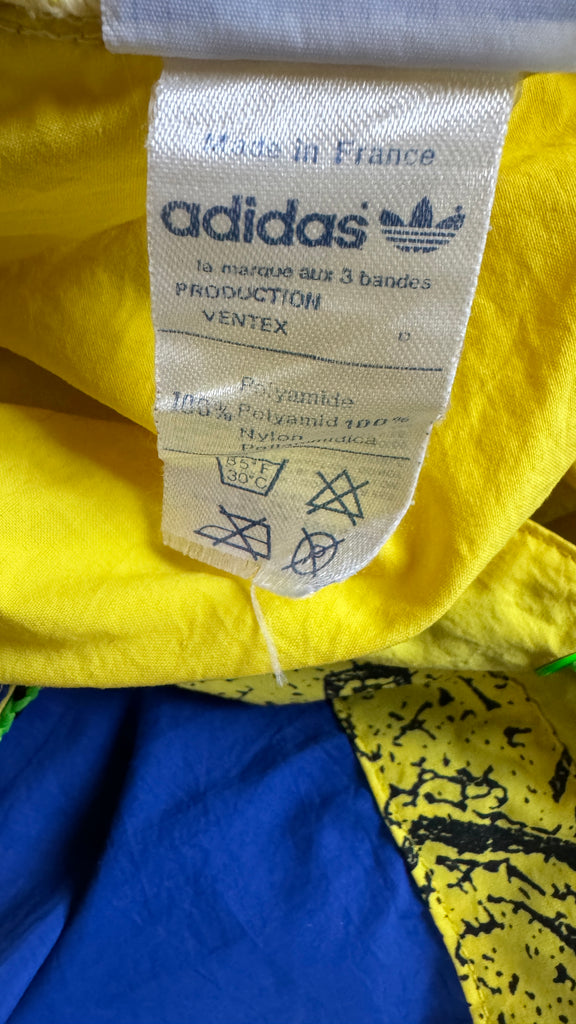 Made in France
adidas
la marque aux 3 bandes
PRODUCTION
VENTEX
Polyamide
100% Polyamid 100%
Nylon
85°F
30°C